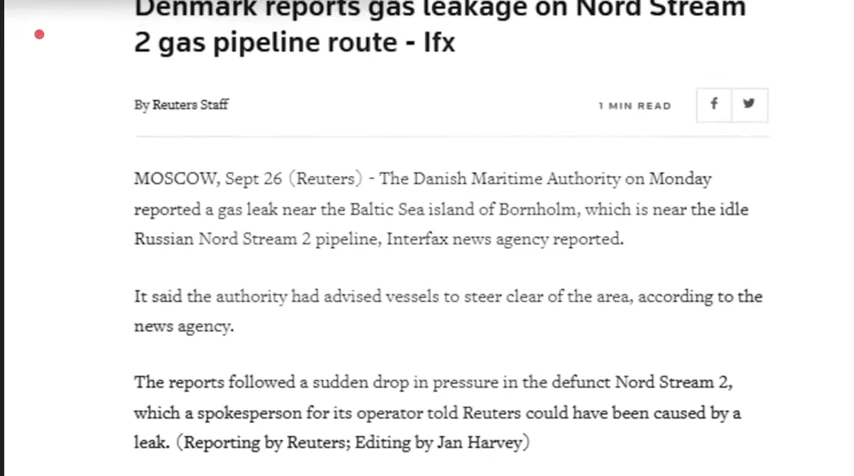 Denmark reports gas leakage on Nord Stream
2 gas pipeline route - Ifx
By Reuters Staff
1 MIN READ
MOSCOW, Sept 26 (Reuters) - The Danish Maritime Authority on Monday
reported a gas leak near the Baltic Sea island of Bornholm, which is near the idle
Russian Nord Stream 2 pipeline, Interfax news agency reported.
It said the authority had advised vessels to steer clear of the area, according to the
news agency.
The reports followed a sudden drop in pressure in the defunct Nord Stream 2,
which a spokesperson for its operator told Reuters could have been caused by a
leak. (Reporting by Reuters; Editing by Jan Harvey)